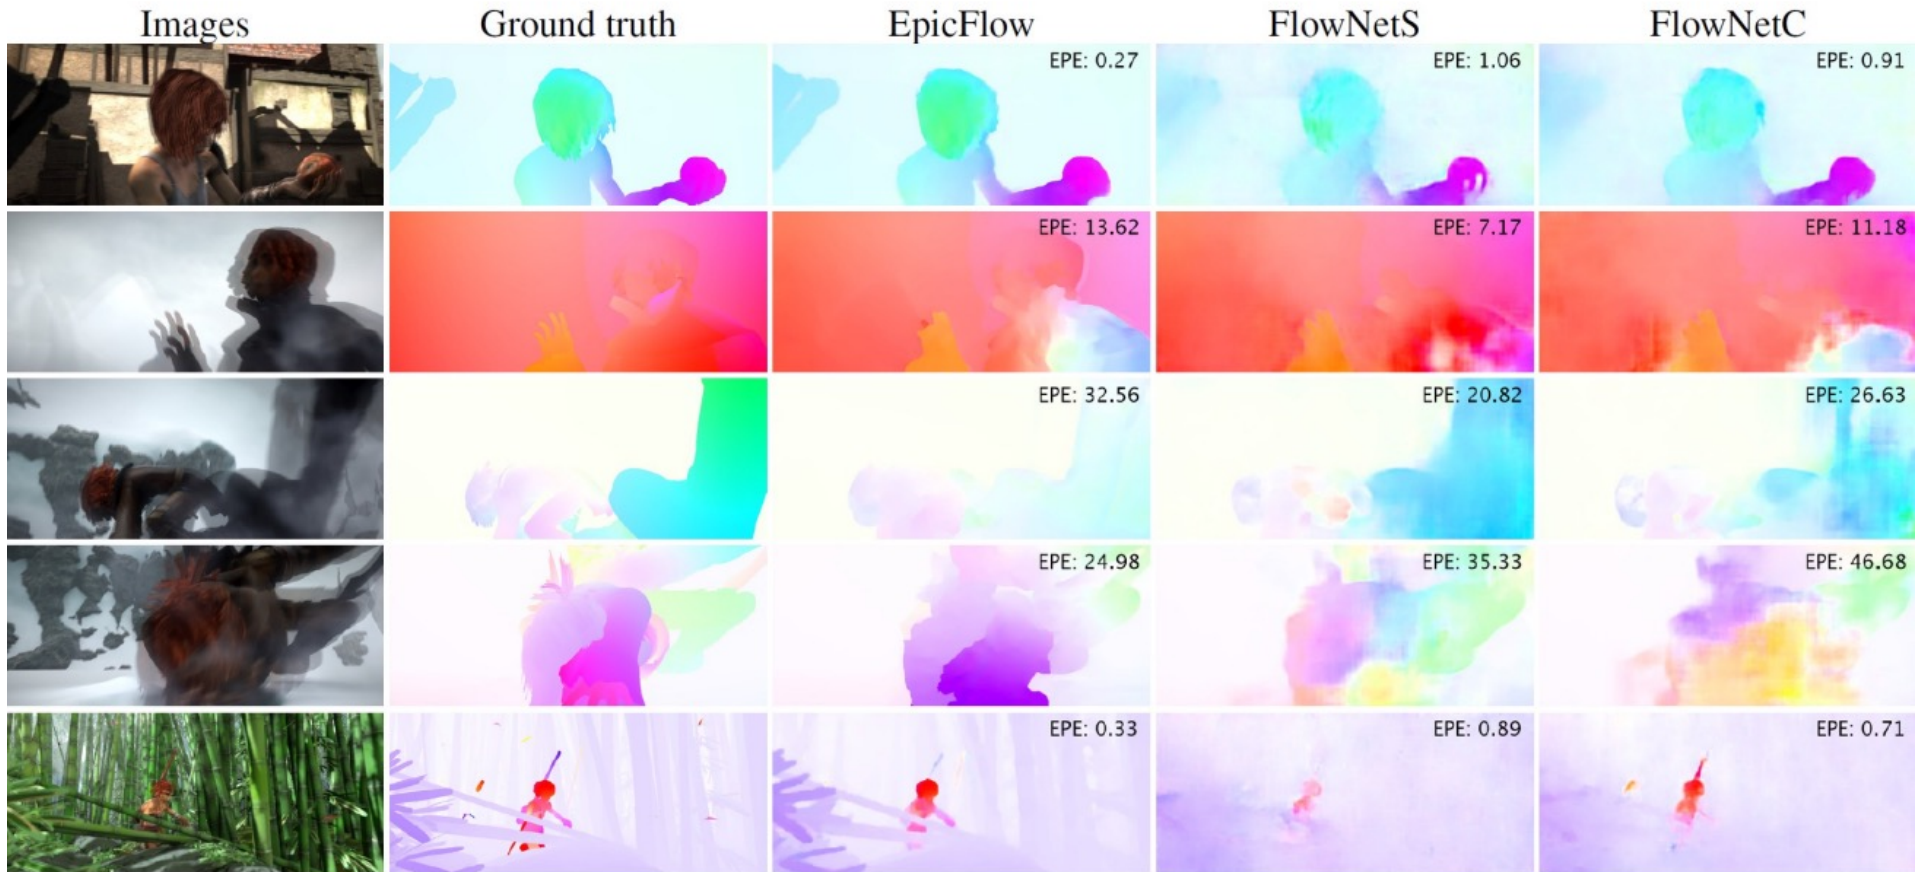 Images Ground truth EpicFlow FlowNetS FlowNetC
EPE: 0.27 EPE: 1.06 EPE: 0.91
EPE: 13.62 EPE: 7.17 EPE: 11.18
EPE: 32.56 EPE: 20.82 EPE: 26.63
EPE: 24.98 EPE: 35.33 EPE: 46.68
EPE: 0.33 EPE: 0.89 EPE: 0.71